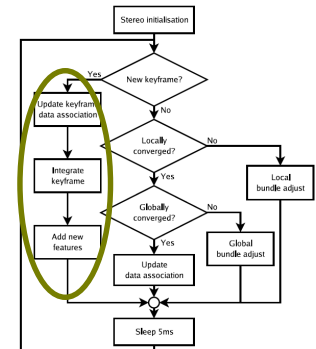 Stereo initialisation
Yes
New keyframe?
No
Update keyframe
data association
Locally
converged?
No
Yes
Integrate
keyframe
Local
bundle adjust
Globally
converged?
No
Yes
Add new
features
Global
bundle adjust
Update
data association
Sleep 5ms